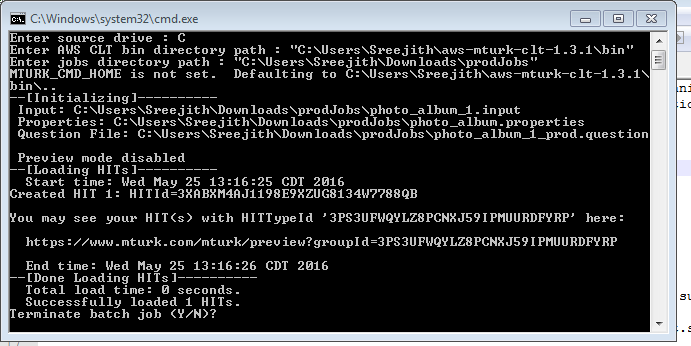 C:\Windows\system32\cmd.exe
Enter source drive : C
Enter AWS CLT bin directory path : "C:\Users\Sreejith\aws-mturk-clt-1.3.1\bin"
Enter jobs directory path : "C:\Users\Sreejith\Downloads\prodJobs"
MTURK_CMD_HOME is not set.  Defaulting to C:\Users\Sreejith\aws-mturk-clt-1.3.1\
bin\..
--[Initializing]----------
Input: C:\Users\Sreejith\Downloads\prodJobs\photo_album_1.input
Properties: C:\Users\Sreejith\Downloads\prodJobs\photo_album.properties
Question File: C:\Users\Sreejith\Downloads\prodJobs\photo_album_1_prod.question
Preview mode disabled
--[Loading HITs]----------
Start time: Wed May 25 13:16:25 CDT 2016
Created HIT 1: HITId=3XABXM4AJ1198E9XZUG8134W7788QB
You may see your HIT(s) with HITTypeId '3PS3UFWQYLZ8PCNXJ59IPMUURDFYRP' here:
https://www.mturk.com/mturk/preview?groupId=3PS3UFWQYLZ8PCNXJ59IPMUURDFYRP
End time: Wed May 25 13:16:26 CDT 2016
--[Done Loading HITs]----------
Total load time: 0 seconds.
Successfully loaded 1 HITs.
Terminate batch job (Y/N)?